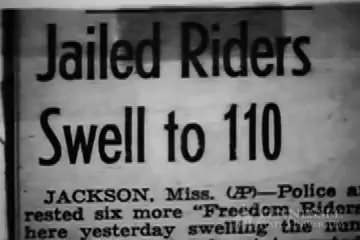 Jailed Riders
Swell to 110
JACKSON, Miss. (AP)—Police a
rested six more "Freedom Riders
here yesterday swelling the num